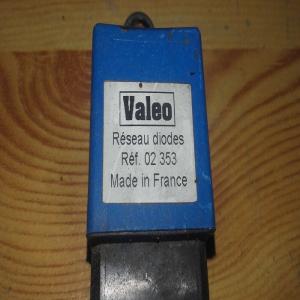 Valeo
Réseau diodes
Réf. 02 353
Made in France